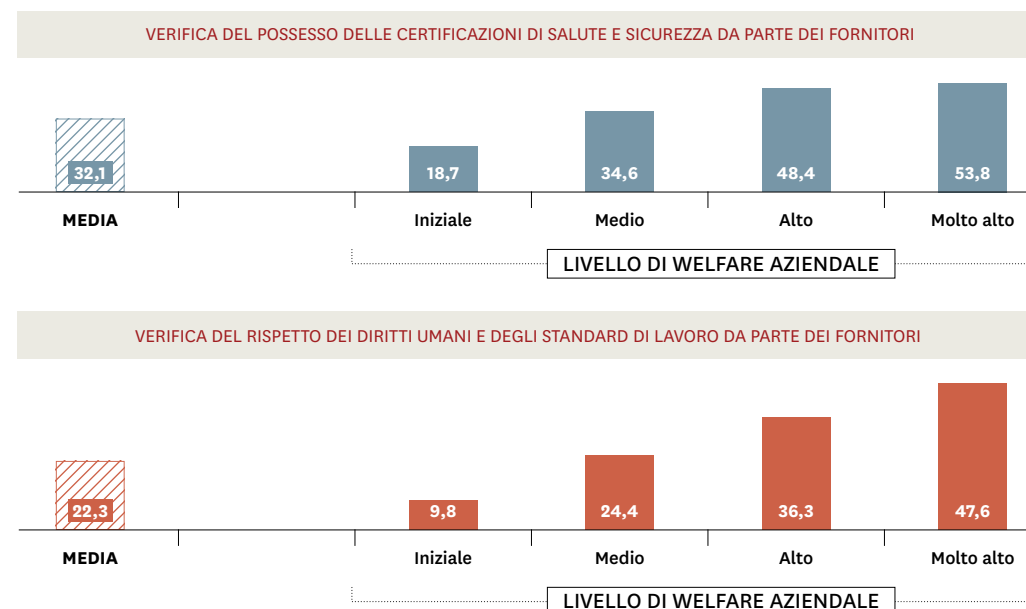 VERIFICA DEL POSSESSO DELLE CERTIFICAZIONI DI SALUTE E SICUREZZA DA PARTE DEI FORNITORI
32,1 18,7 34,6 48,4 53,8
MEDIA Iniziale Medio Alto Molto alto
LIVELLO DI WELFARE AZIENDALE
VERIFICA DEL RISPETTO DEI DIRITTI UMANI E DEGLI STANDARD DI LAVORO DA PARTE DEI FORNITORI
22,3 9,8 24,4 36,3 47,6
MEDIA Iniziale Medio Alto Molto alto
LIVELLO DI WELFARE AZIENDALE